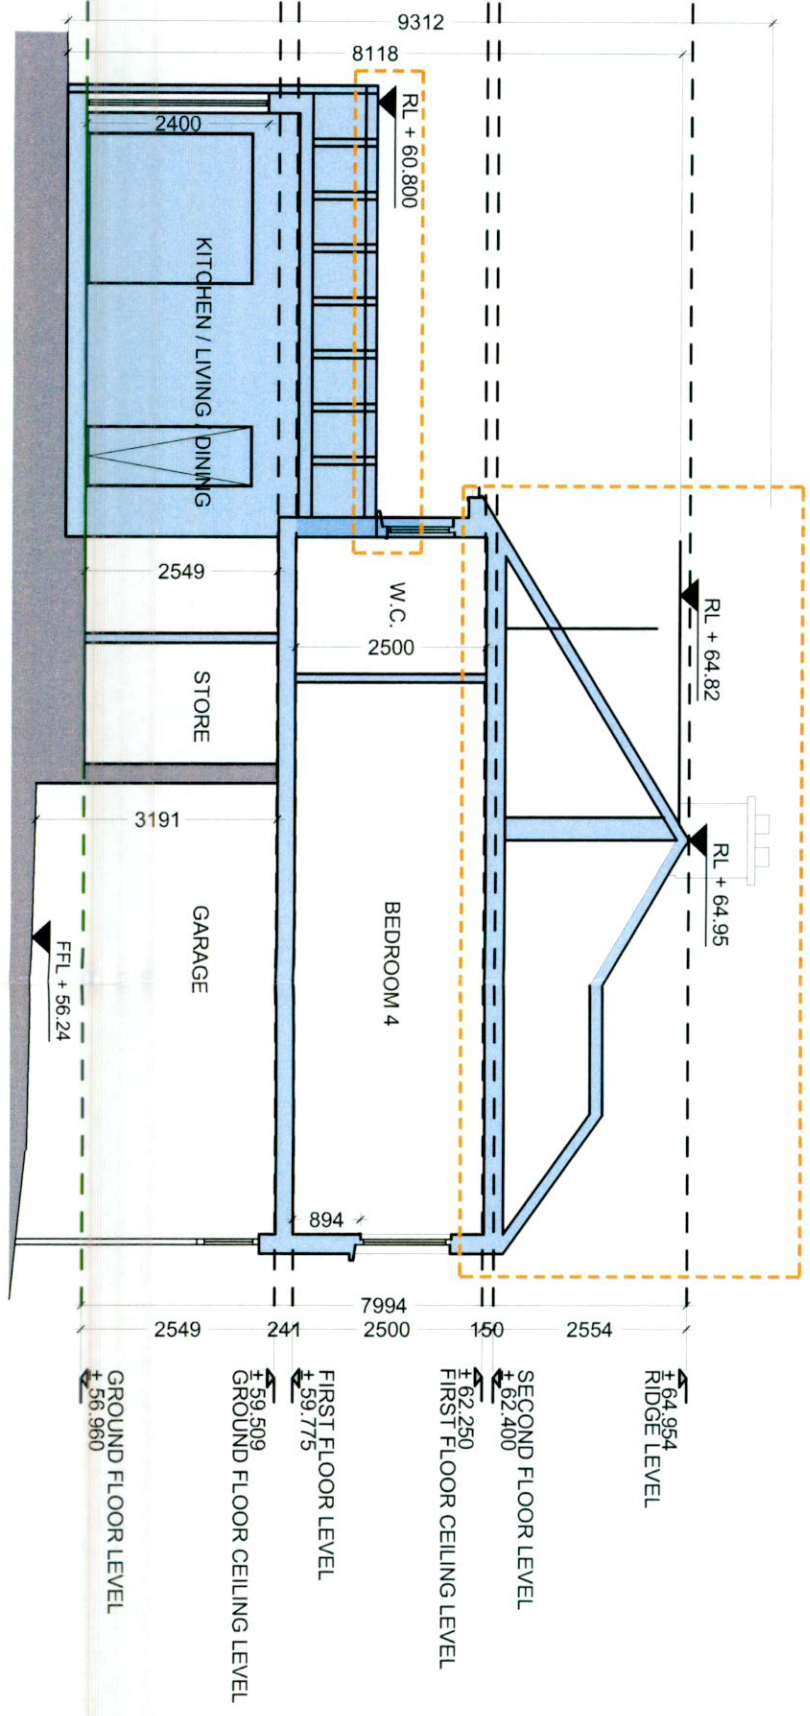 9312
8118
RL + 60.800
2400
KITCHEN / LIVING / DINING
RL + 64.82
RL + 64.95
W.C.
2549
2500
STORE
3191
GARAGE
BEDROOM 4
FFL + 56.24
894
7994
2549
241
2500
150
2554
± 64.954
RIDGE LEVEL
SECOND FLOOR LEVEL
+ 62.400
± 62.250
FIRST FLOOR CEILING LEVEL
FIRST FLOOR LEVEL
+ 59.775
± 59.509
GROUND FLOOR CEILING LEVEL
GROUND FLOOR LEVEL
± 56.960